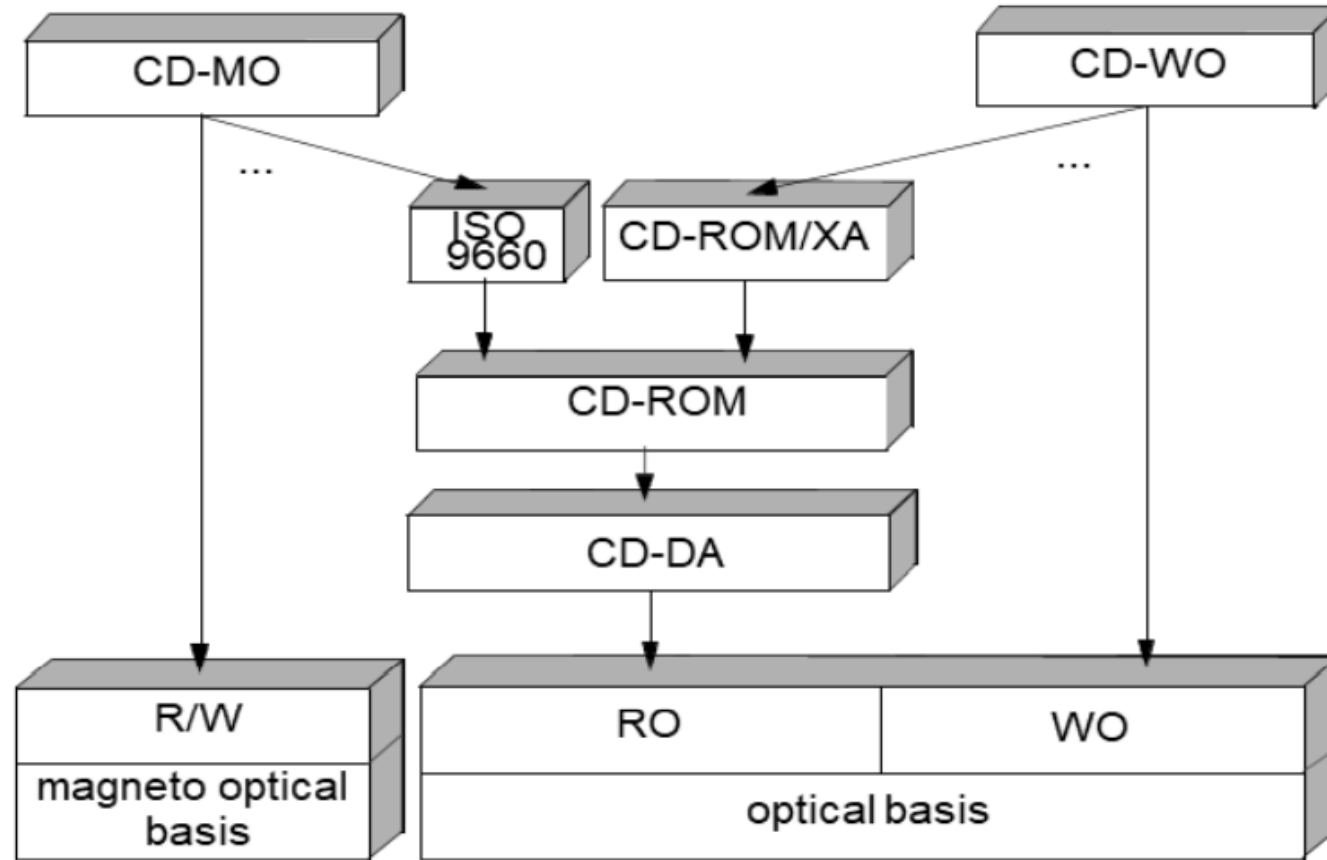 CD-MO
CD-WO
...
...
ISO
9660
CD-ROM/XA
CD-ROM
CD-DA
R/W
RO
WO
magneto optical
basis
optical basis